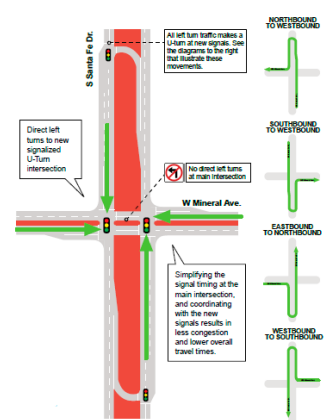 All left turn traffic makes a
U-turn at new signals. See
the diagrams to the right
that illustrate these
movements.
S Santa Fe Dr.
Direct left
turns to new
signalized
U-Turn
intersection
No direct left turns
at main intersection
W Mineral Ave.
Simplifying the
signal timing at the
main intersection,
and coordinating
with the new
signals results in
less congestion
and lower overall
travel times.
NORTHBOUND
TO WESTBOUND
SOUTHBOUND
TO WESTBOUND
EASTBOUND
TO NORTHBOUND
WESTBOUND
TO SOUTHBOUND